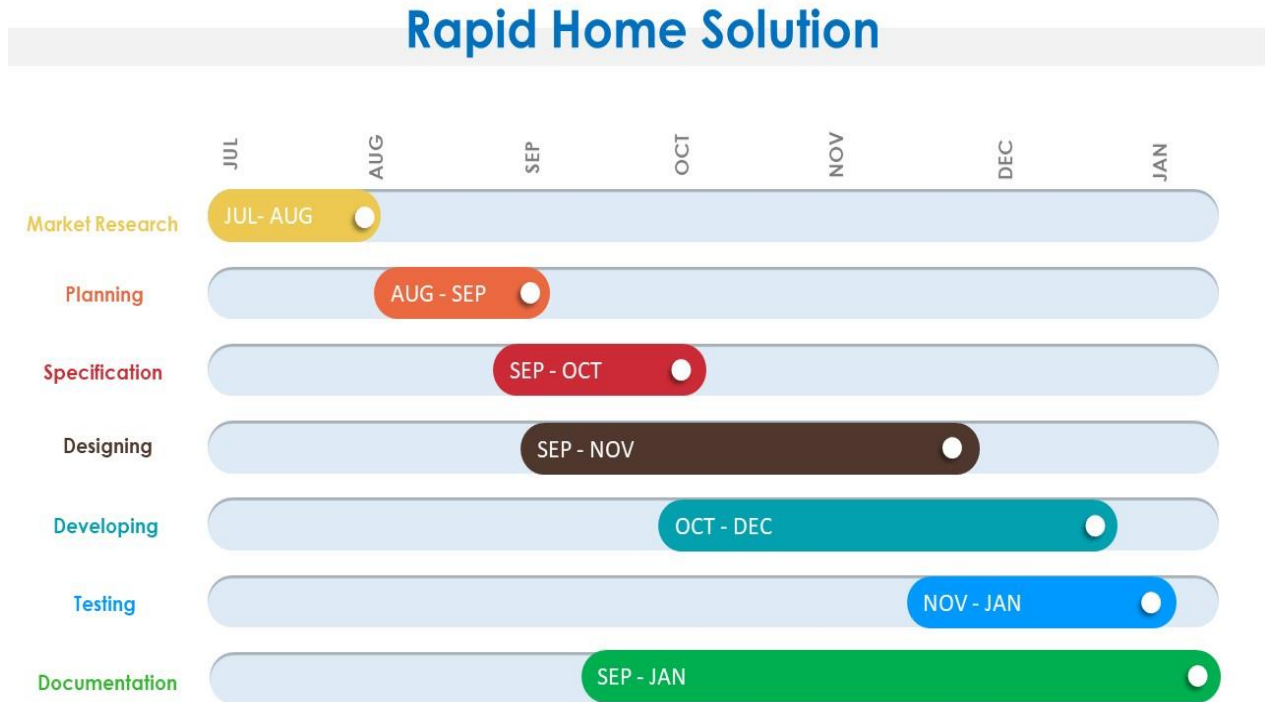 Rapid Home Solution
JUL AUG SEP OCT NOV DEC JAN
Market Research JUL- AUG
Planning AUG - SEP
Specification SEP - OCT
Designing SEP - NOV
Developing OCT - DEC
Testing NOV - JAN
Documentation SEP - JAN